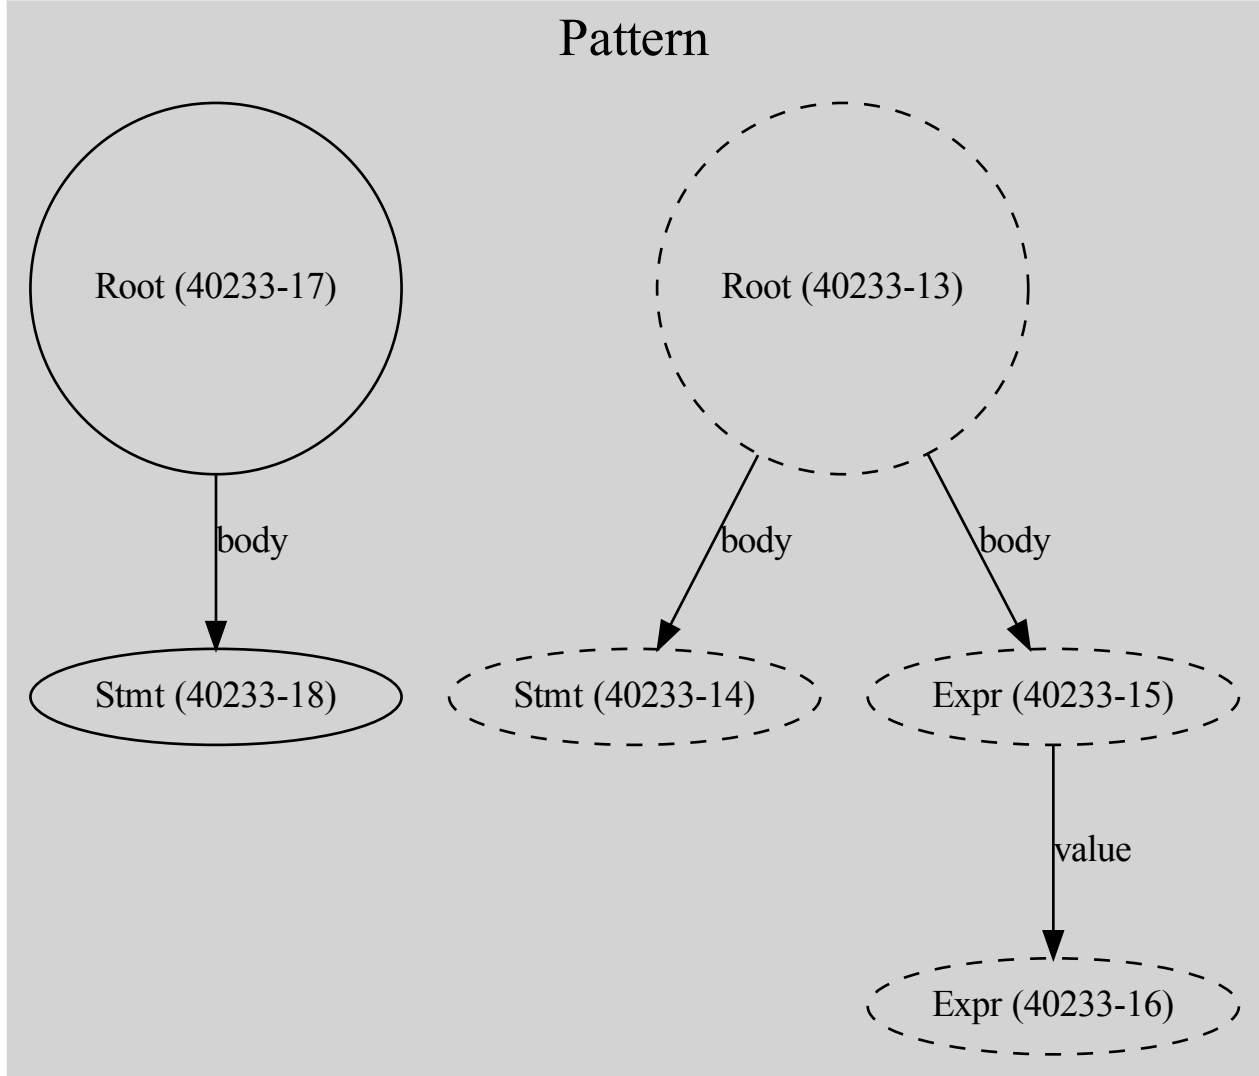 Pattern
Root (40233-17)
Root (40233-13)
body
body
body
Stmt (40233-18)
Stmt (40233-14)
Expr (40233-15)
value
Expr (40233-16)